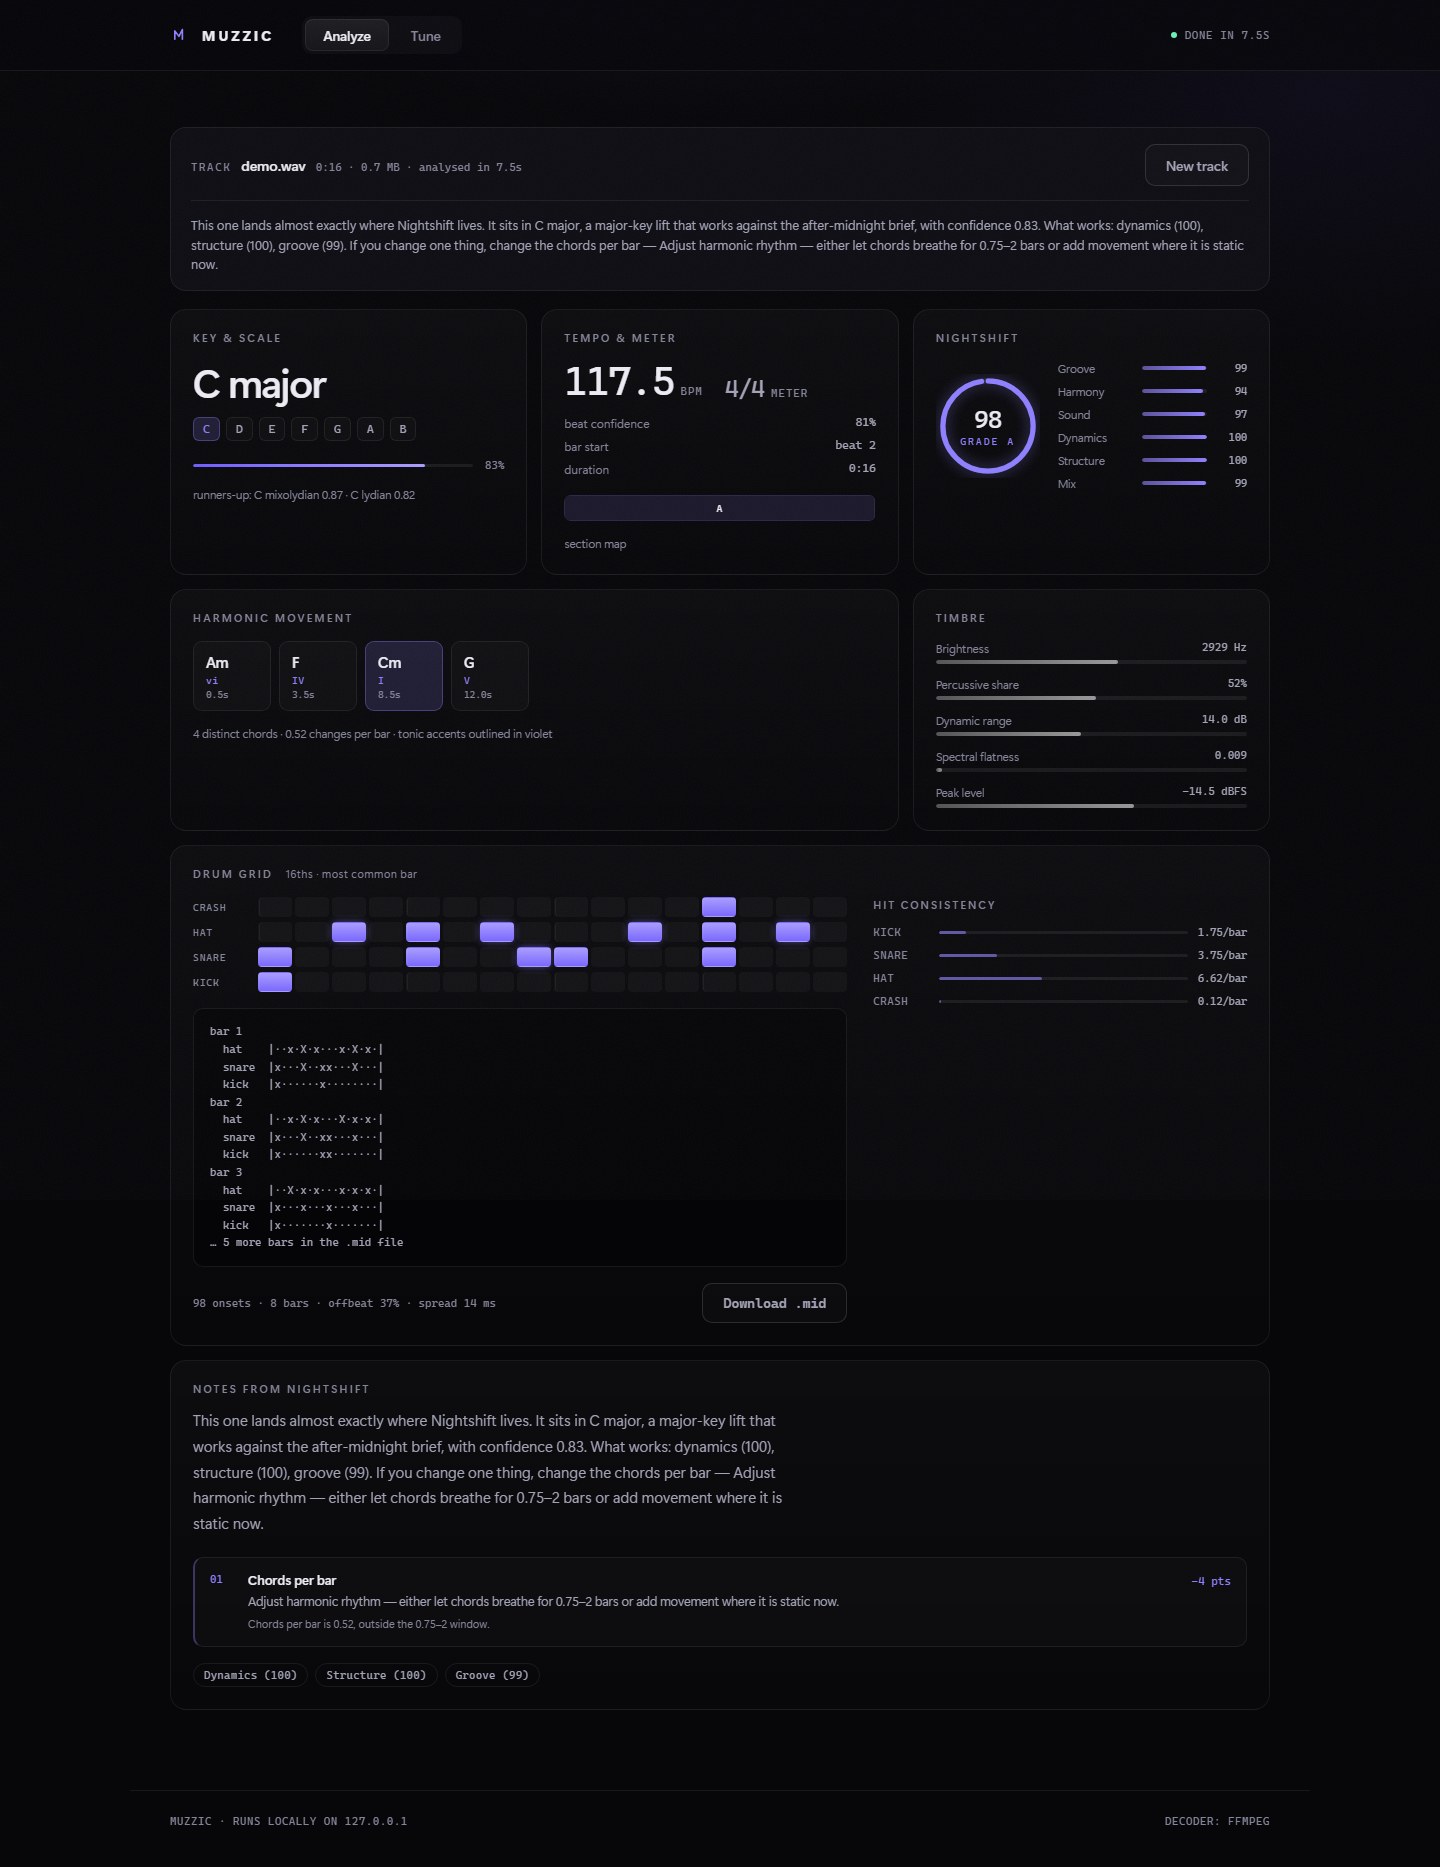 M MUZZIC Analyze Tune DONE IN 7.5S
TRACK demo.wav 0:16 · 0.7 MB · analysed in 7.5s New track
This one lands almost exactly where Nightshift lives. It sits in C major, a major-key lift that works against the after-midnight brief, with confidence 0.83. What works: dynamics (100),
structure (100), groove (99). If you change one thing, change the chords per bar — Adjust harmonic rhythm — either let chords breathe for 0.75–2 bars or add movement where it is static
now.
KEY & SCALE
C major
C D E F G A B
83%
runners-up: C mixolydian 0.87 · C lydian 0.82
TEMPO & METER
117.5 BPM 4/4 METER
beat confidence 81%
bar start beat 2
duration 0:16
A
section map
NIGHTSHIFT
98
GRADE A
Groove 99
Harmony 94
Sound 97
Dynamics 100
Structure 100
Mix 99
HARMONIC MOVEMENT
Am F Cm G
vi IV I V
0.5s 3.5s 8.5s 12.0s
4 distinct chords · 0.52 changes per bar · tonic accents outlined in violet
TIMBRE
Brightness 2929 Hz
Percussive share 52%
Dynamic range 14.0 dB
Spectral flatness 0.009
Peak level −14.5 dBFS
DRUM GRID 16ths · most common bar
CRASH
HAT
SNARE
KICK
HIT CONSISTENCY
KICK 1.75/bar
SNARE 3.75/bar
HAT 6.62/bar
CRASH 0.12/bar
bar 1
hat |··x·X·x···x·X·x·|
snare |x···X··xx···X···|
kick |x······x········|
bar 2
hat |··x·X·x···X·x·x·|
snare |x···X··xx···x···|
kick |x······xx·······|
bar 3
hat |··X·x·x···x·x·x·|
snare |x···x···x···x···|
kick |x·······x·······|
… 5 more bars in the .mid file
98 onsets · 8 bars · offbeat 37% · spread 14 ms Download .mid
NOTES FROM NIGHTSHIFT
This one lands almost exactly where Nightshift lives. It sits in C major, a major-key lift that
works against the after-midnight brief, with confidence 0.83. What works: dynamics (100),
structure (100), groove (99). If you change one thing, change the chords per bar — Adjust
harmonic rhythm — either let chords breathe for 0.75–2 bars or add movement where it is
static now.
01 Chords per bar −4 pts
Adjust harmonic rhythm — either let chords breathe for 0.75–2 bars or add movement where it is static now.
Chords per bar is 0.52, outside the 0.75–2 window.
Dynamics (100) Structure (100) Groove (99)
MUZZIC · RUNS LOCALLY ON 127.0.0.1 DECODER: FFMPEG